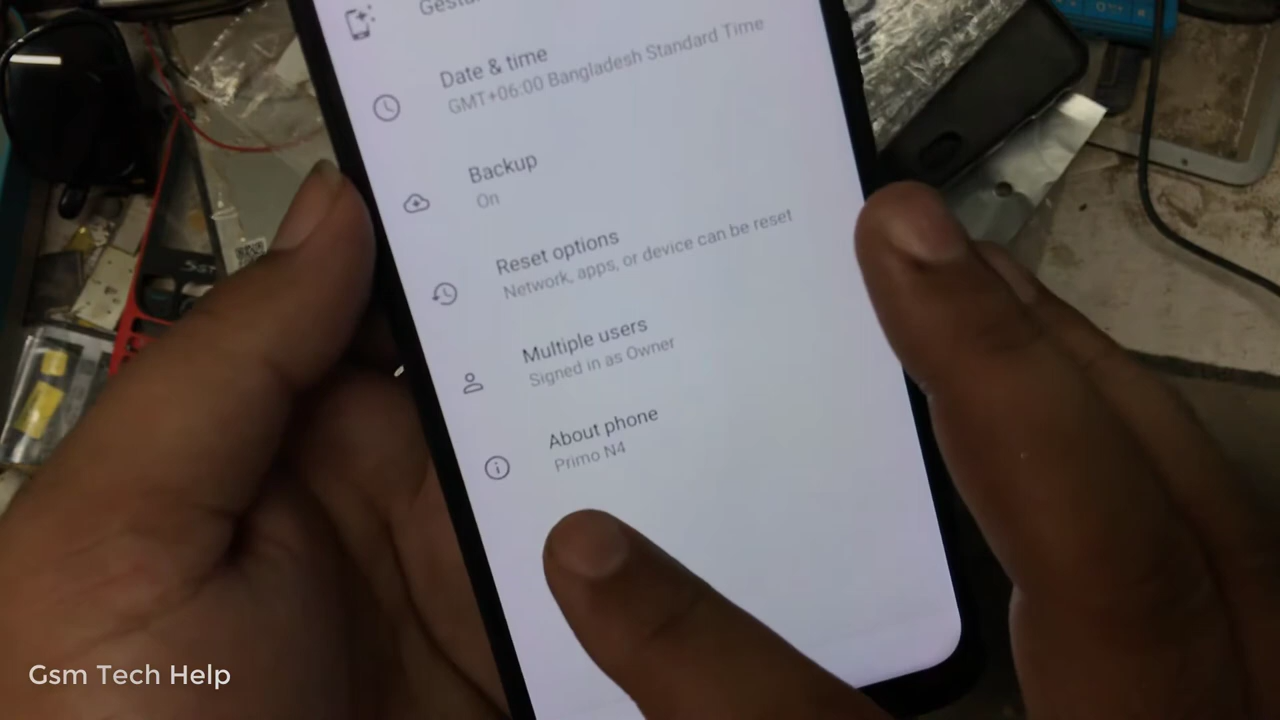 Date & time
GMT+06:00 Bangladesh Standard Time
Backup
On
Reset options
Network, apps, or device can be reset
Multiple users
Signed in as Owner
About phone
Primo N4
Gsm Tech Help